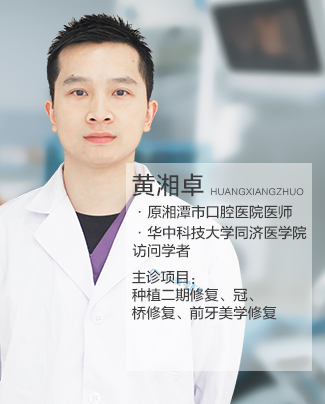 黄湘卓 HUANGXIANGZHUO
· 原湘潭市口腔医院医师
· 华中科技大学同济医学院
访问学者
主诊项目：
种植二期修复、冠、
桥修复、前牙美学修复